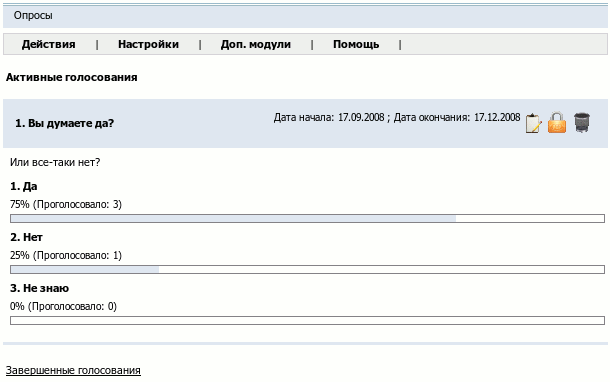 Опросы
Действия | Настройки | Доп. модули | Помощь |
Активные голосования
1. Вы думаете да? Дата начала: 17.09.2008 ; Дата окончания: 17.12.2008
Или все-таки нет?
1. Да
75% (Проголосовало: 3)
2. Нет
25% (Проголосовало: 1)
3. Не знаю
0% (Проголосовало: 0)
Завершенные голосования